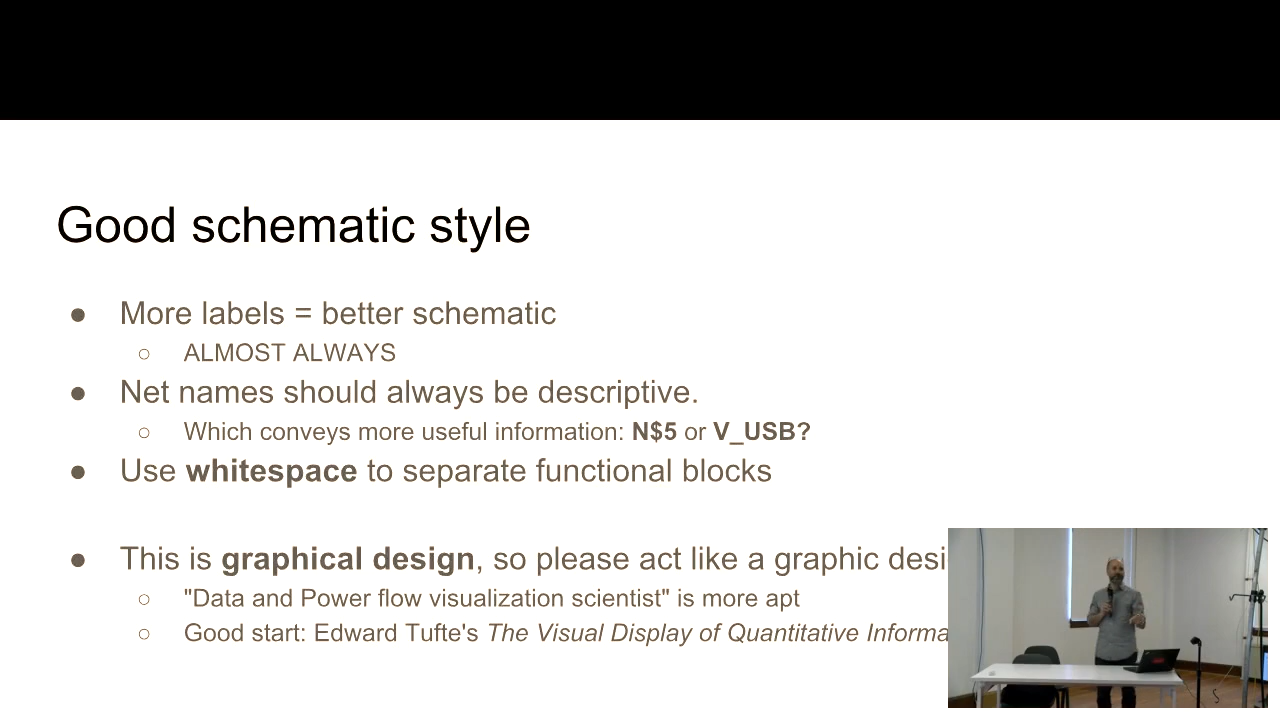 Good schematic style
● More labels = better schematic
○ ALMOST ALWAYS
● Net names should always be descriptive.
○ Which conveys more useful information: N$5 or V_USB?
● Use whitespace to separate functional blocks
● This is graphical design, so please act like a graphic desi
○ "Data and Power flow visualization scientist" is more apt
○ Good start: Edward Tufte's The Visual Display of Quantitative Informa